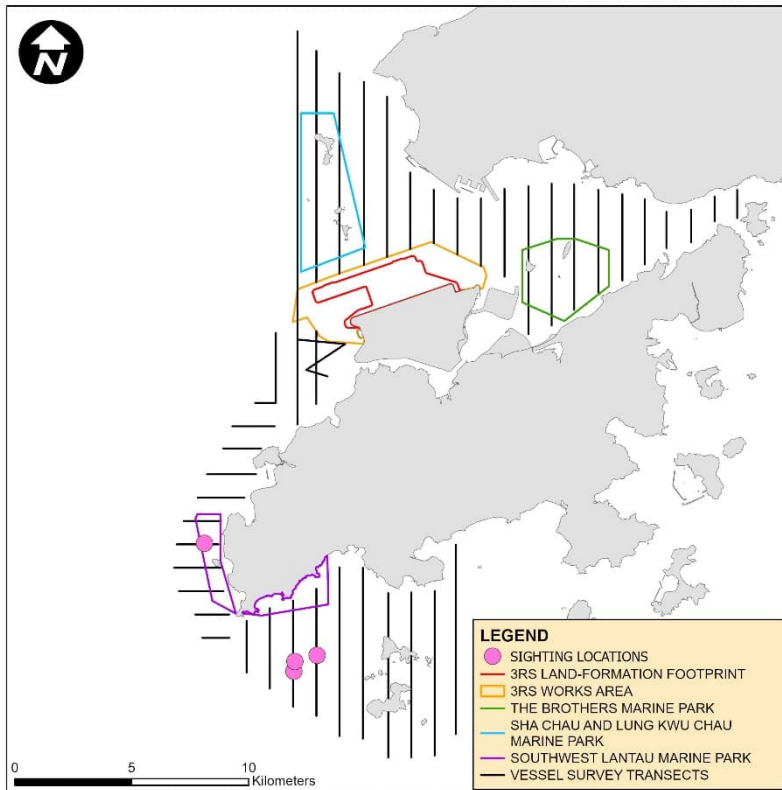 N
LEGEND
SIGHTING LOCATIONS
3RS LAND-FORMATION FOOTPRINT
3RS WORKS AREA
THE BROTHERS MARINE PARK
SHA CHAU AND LUNG KWU CHAU
MARINE PARK
SOUTHWEST LANTAU MARINE PARK
VESSEL SURVEY TRANSECTS
0 5 10
Kilometers